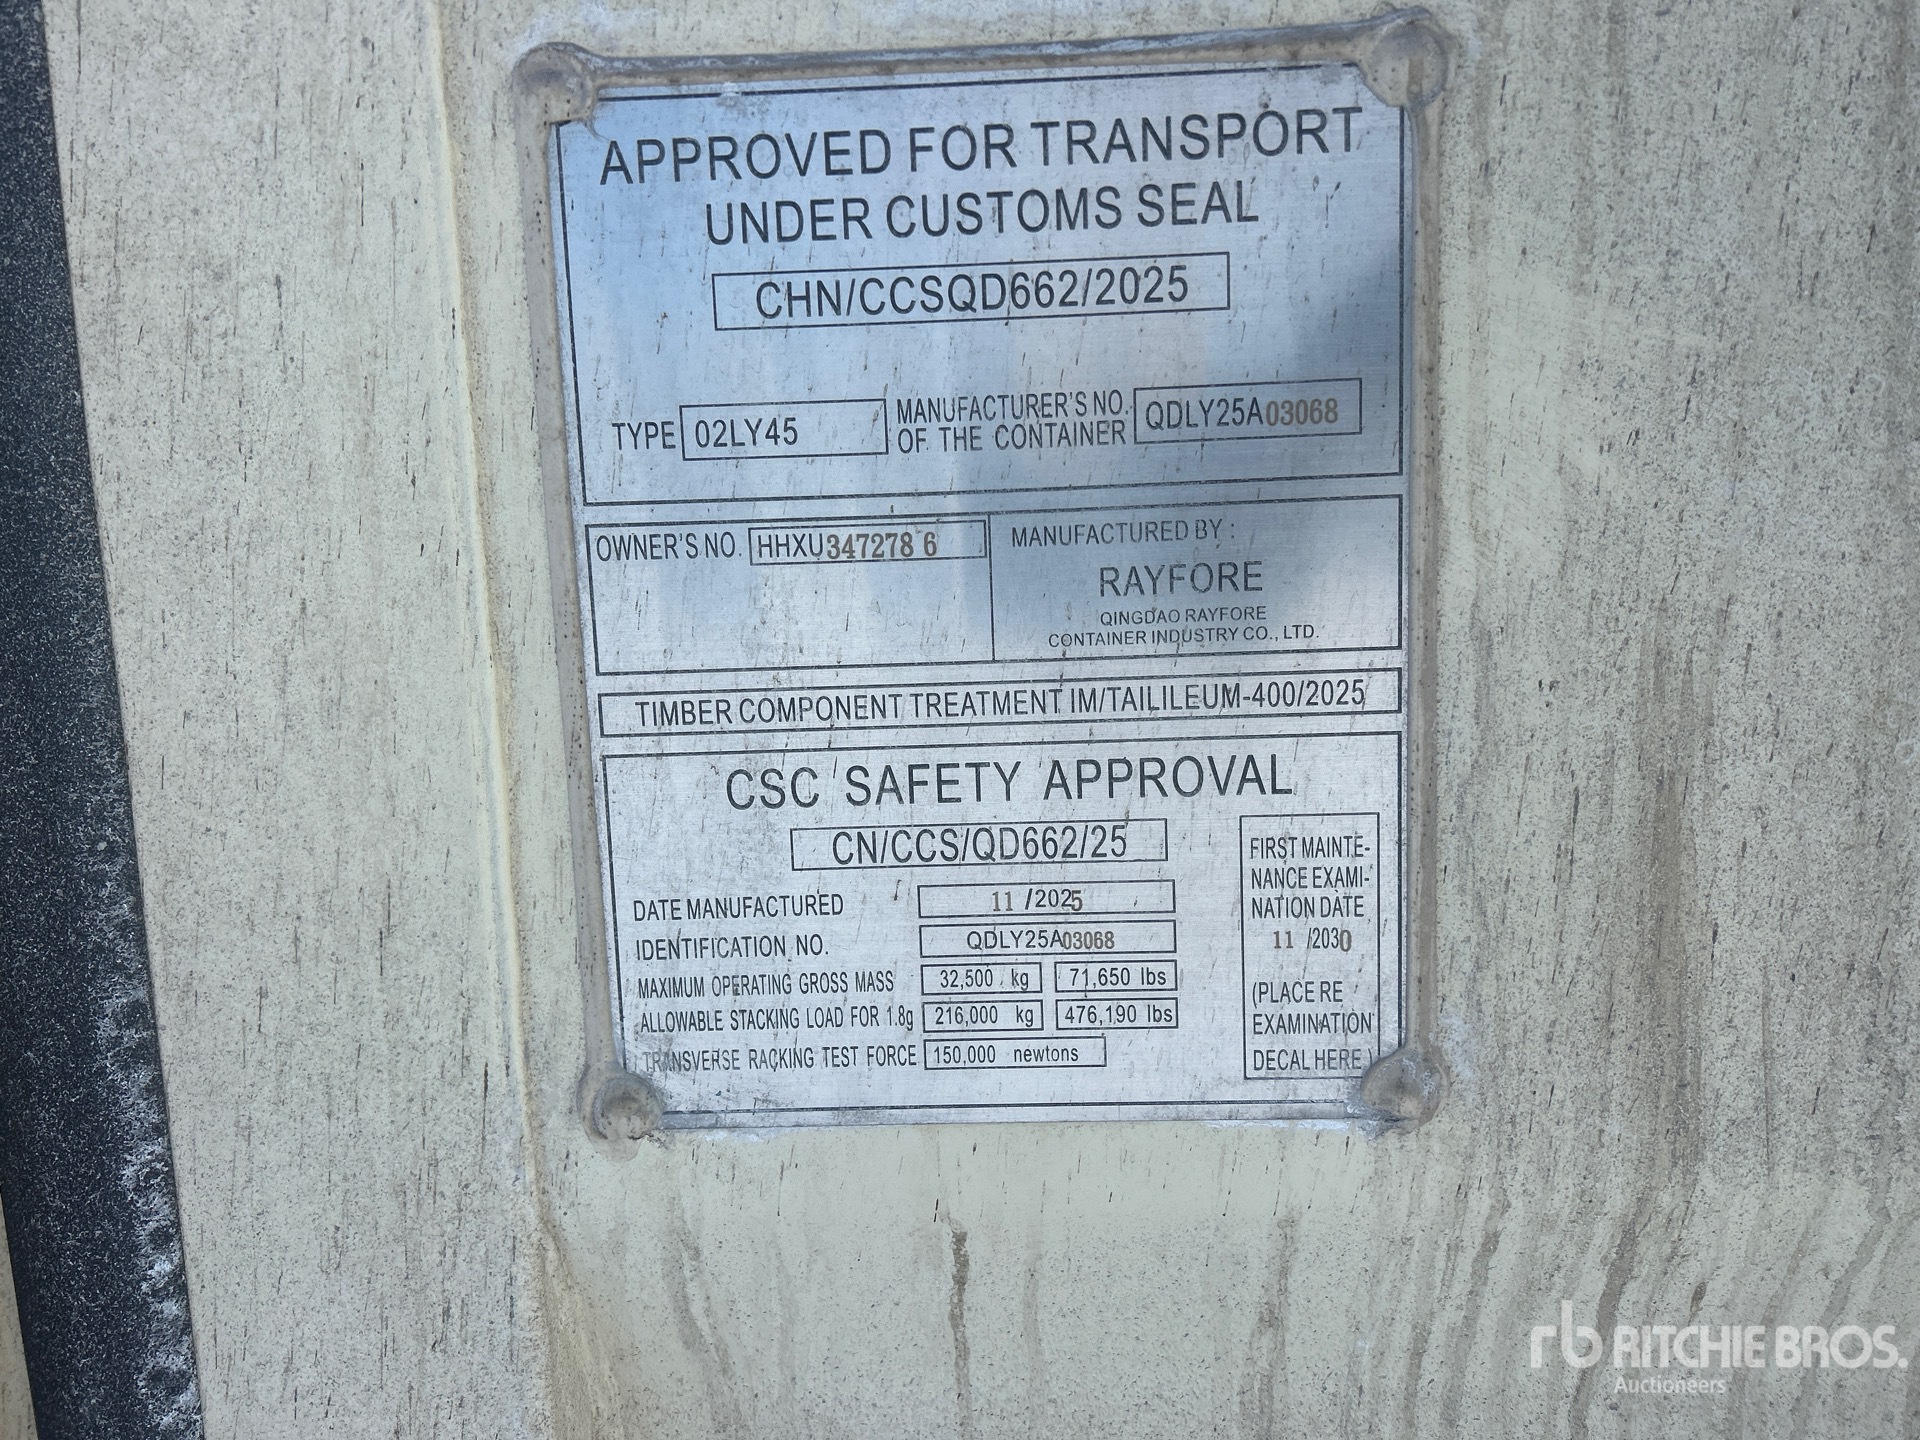 APPROVED FOR TRANSPORT
UNDER CUSTOMS SEAL
CHN/CCSQD662/2025
TYPE 02LY45
MANUFACTURER'S NO.
OF THE CONTAINER
QDLY25A03068
OWNER'S NO. HHXU347278 6
MANUFACTURED BY :
RAYFORE
QINGDAO RAYFORE
CONTAINER INDUSTRY CO., LTD.
TIMBER COMPONENT TREATMENT IM/TAILILEUM-400/2025
CSC SAFETY APPROVAL
CN/CCS/QD662/25
DATE MANUFACTURED 11 /2025
IDENTIFICATION NO. QDLY25A03068
MAXIMUM OPERATING GROSS MASS 32,500 kg 71,650 lbs
ALLOWABLE STACKING LOAD FOR 1.8g 216,000 kg 476,190 lbs
TRANSVERSE RACKING TEST FORCE 150,000 newtons
FIRST MAINTE-
NANCE EXAMI-
NATION DATE
11 /2030
(PLACE RE
EXAMINATION
DECAL HERE)
rb RITCHIE BROS.
Auctioneers